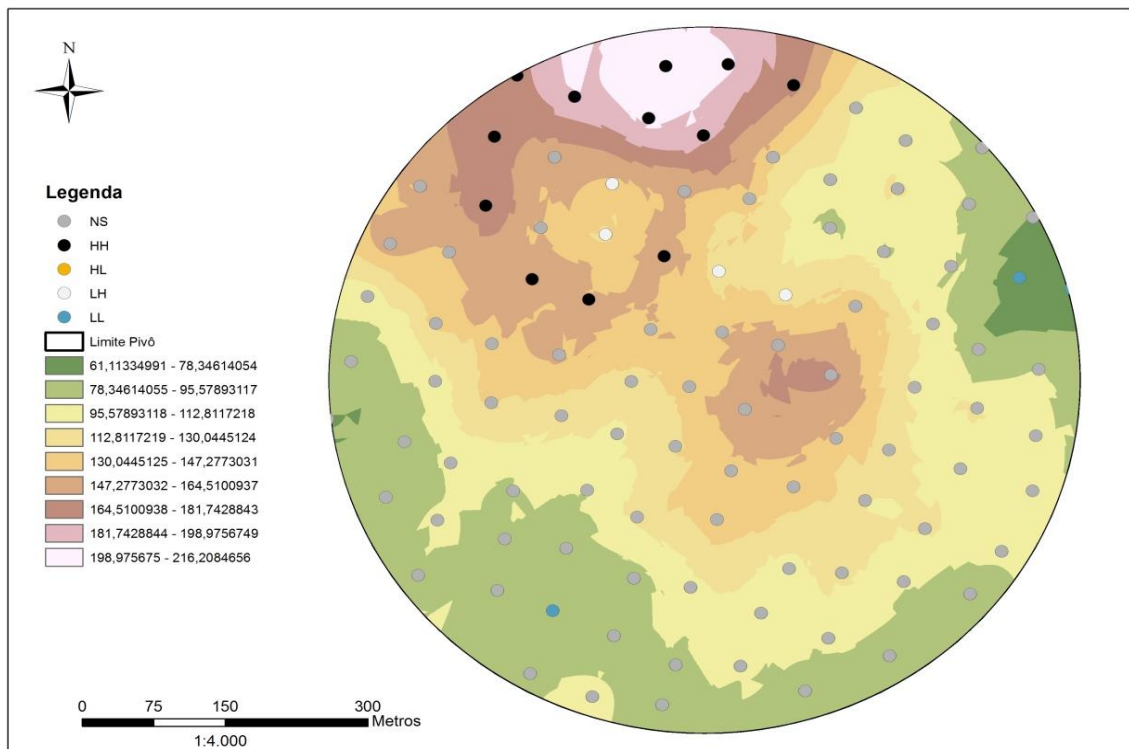 N
Legenda
NS
HH
HL
LH
LL
Limite Pivô
61,11334991 - 78,34614054
78,34614055 - 95,57893117
95,57893118 - 112,8117218
112,8117219 - 130,0445124
130,0445125 - 147,2773031
147,2773032 - 164,5100937
164,5100938 - 181,7428843
181,7428844 - 198,9756749
198,975675 - 216,2084656
0 75 150 300
Metros
1:4.000